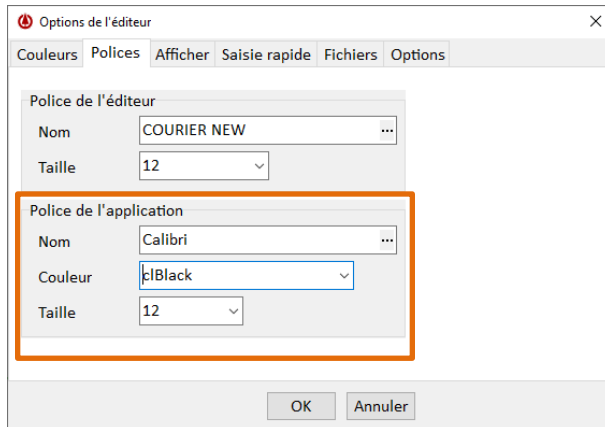 Options de l'éditeur
Couleurs Polices Afficher Saisie rapide Fichiers Options
Police de l'éditeur
Nom COURIER NEW ...
Taille 12
Police de l'application
Nom Calibri ...
Couleur clBlack
Taille 12
OK Annuler